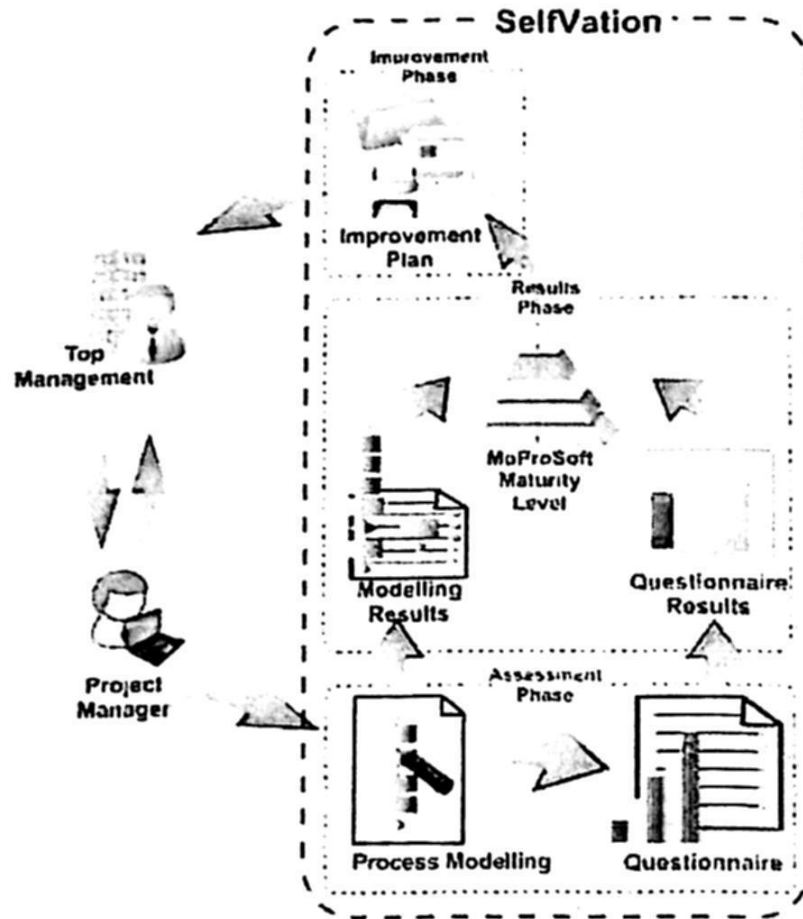 SelfVation
Improvement
Phase
Improvement
Plan
Top
Management
Results
Phase
MoProSoft
Maturity
Level
Modelling
Results
Questionnaire
Results
Project
Manager
Assessment
Phase
Process Modelling
Questionnaire